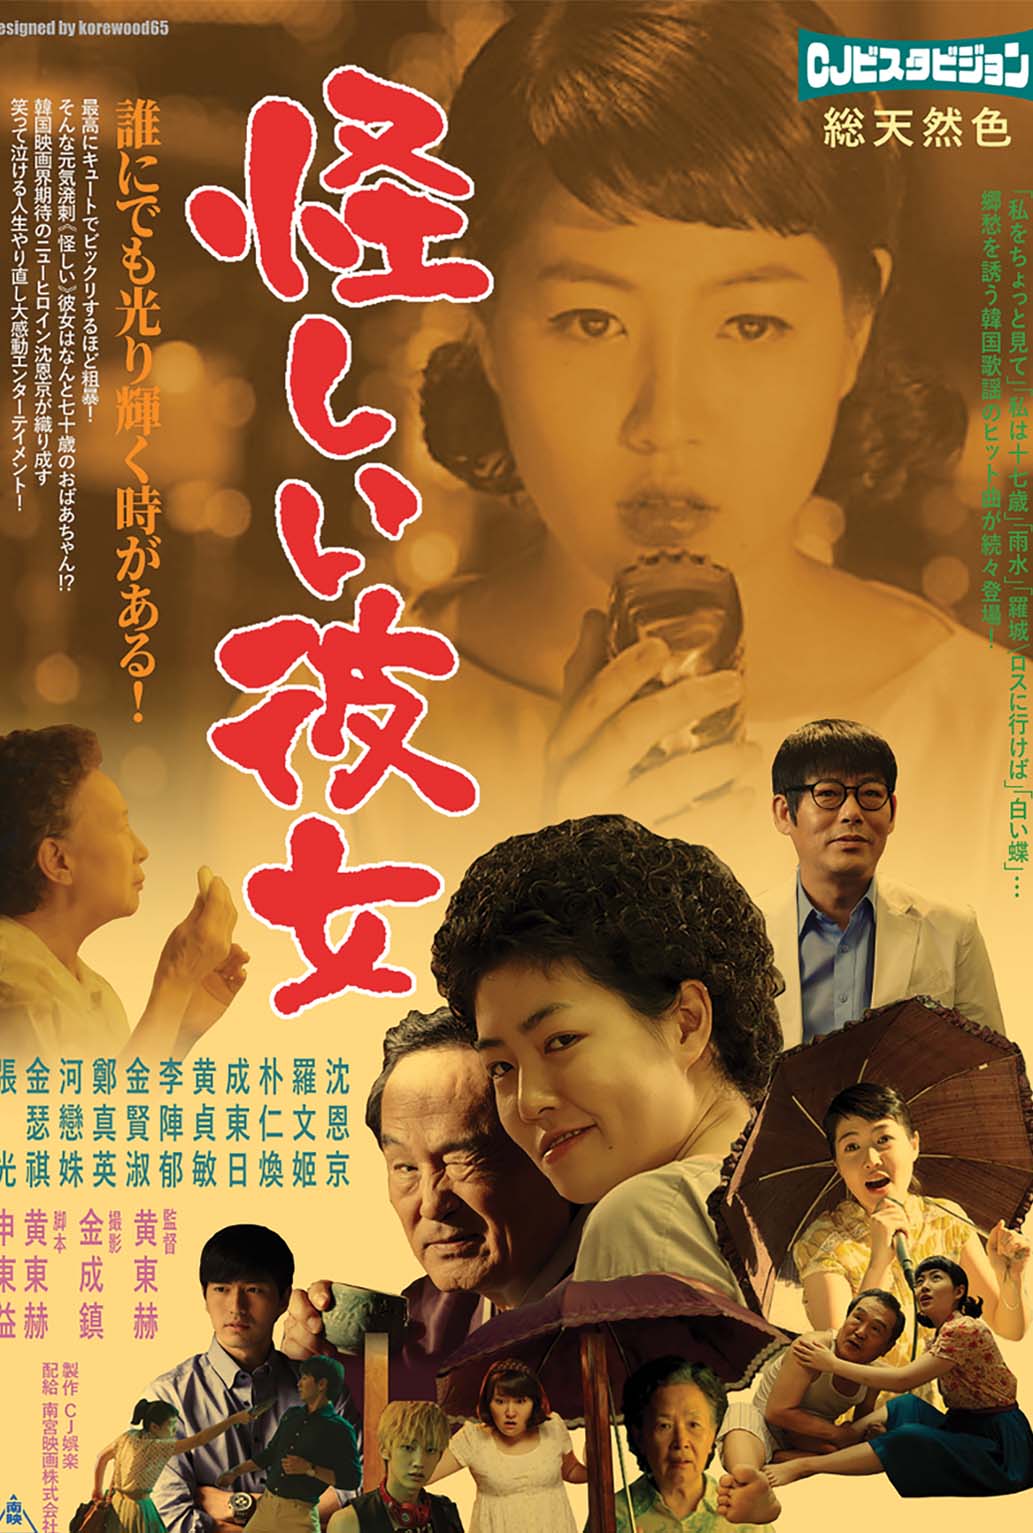 esigned by korewood65
CJビスタビジョン
総天然色
「私をちょっと見て」「私は十七歳」「雨水」「羅城/ロスに行けば」「白い蝶」…
郷愁を誘う韓国歌謡のヒット曲が続々登場!
怪しい彼女
誰にでも光り輝く時がある!
最高にキュートでビックリするほど粗暴!
そんな元気溌剌《怪しい》彼女はなんと七十歳のおばあちゃん!?
韓国映画界期待のニューヒロイン沈恩京が織り成す
笑って泣ける人生やり直し大感動エンターテイメント!
沈恩京
羅文姫
朴仁煥
成東日
黄貞敏
李陣郁
金賢淑
鄭真英
河戀姝
金瑟祺
張光
監督
黄東赫
撮影
金成鎮
脚本
黄東赫
申東益
製作 CJ娯楽
配給 南宮映画株式会社
南映